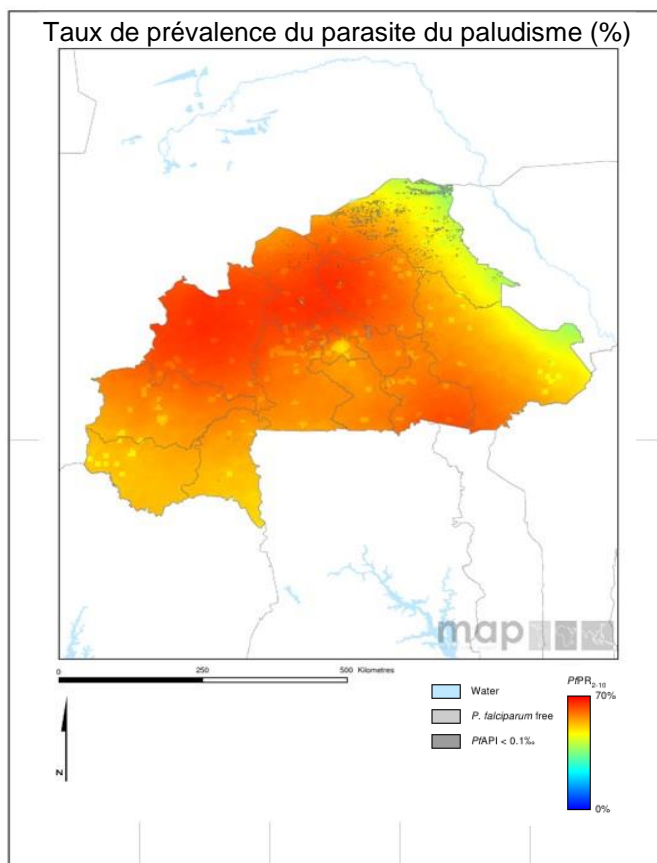 Taux de prévalence du parasite du paludisme (%)
map
0 250 500 Kilometres
Water
P. falciparum free
PfAPI < 0.1‰
PfPR2-10
70%
0%
N